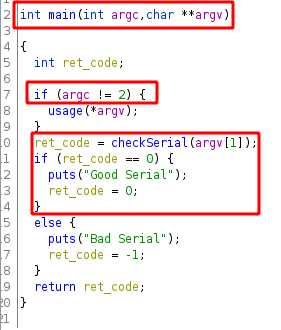 1
2 int main(int argc,char **argv)
3
4 {
5 int ret_code;
6
7 if (argc != 2) {
8 usage(*argv);
9 }
10 ret_code = checkSerial(argv[1]);
11 if (ret_code == 0) {
12 puts("Good Serial");
13 ret_code = 0;
14 }
15 else {
16 puts("Bad Serial");
17 ret_code = -1;
18 }
19 return ret_code;
20 }
21